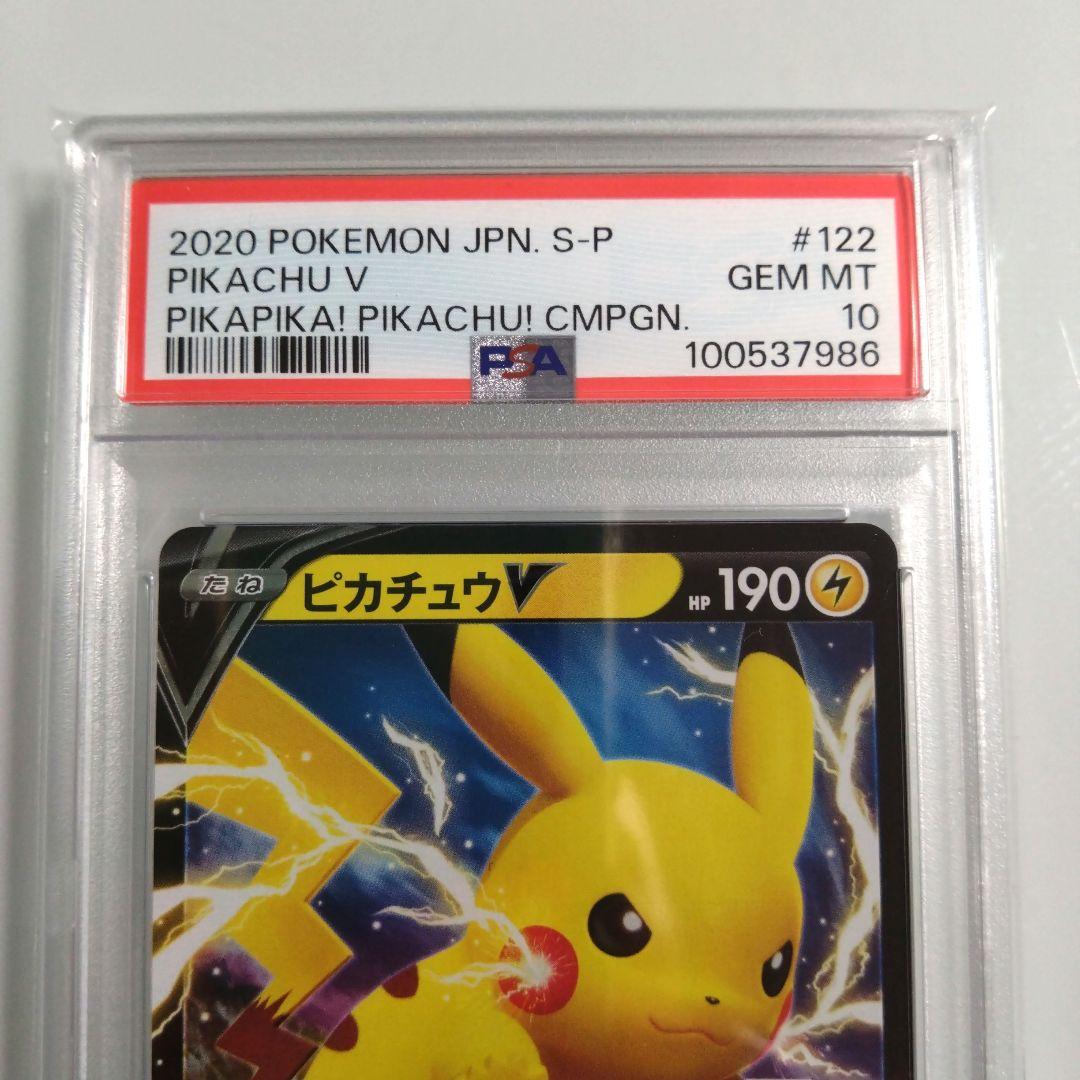 2020 POKEMON JPN. S-P #122
PIKACHU V GEM MT
PIKAPIKA! PIKACHU! CMPGN. 10
PSA 100537986
たね ピカチュウV HP 190